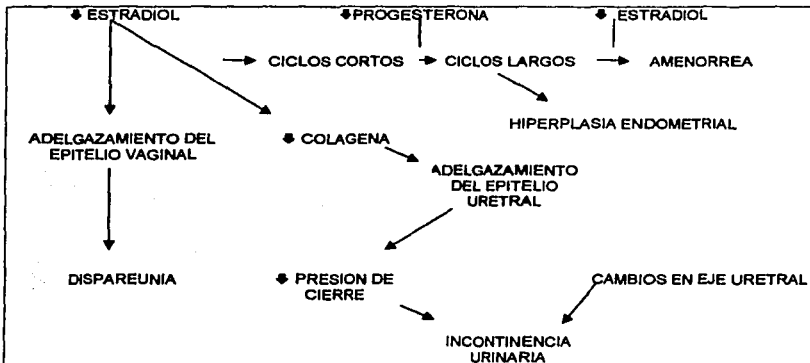 ESTRADIOL PROGESTERONA ESTRADIOL
CICLOS CORTOS CICLOS LARGOS AMENORREA
HIPERPLASIA ENDOMETRIAL
ADELGAZAMIENTO DEL
EPITELIO VAGINAL
COLAGENA
ADELGAZAMIENTO
DEL EPITELIO
URETRAL
DISPAREUNIA
PRESION DE
CIERRE
CAMBIOS EN EJE URETRAL
INCONTINENCIA
URINARIA